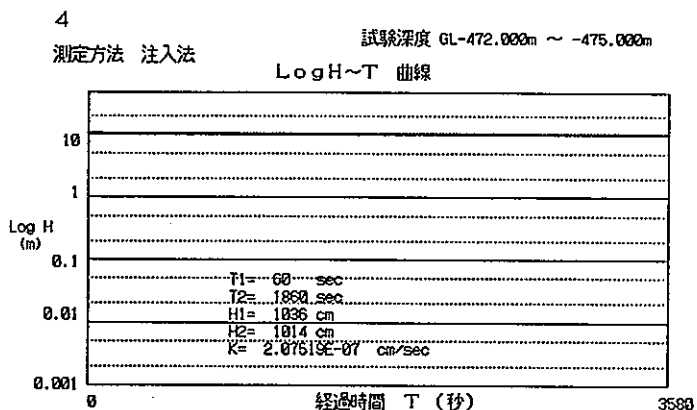 4
試験深度 GL-472.000m ～ -475.000m
測定方法 注入法
LogH~T 曲線
10
1
Log H
(m)
0.1
T1= 60 sec
T2= 1860 sec
0.01
H1= 1036 cm
H2= 1014 cm
K= 2.07519E-07 cm/sec
0.001
0 経過時間 T (秒) 3580